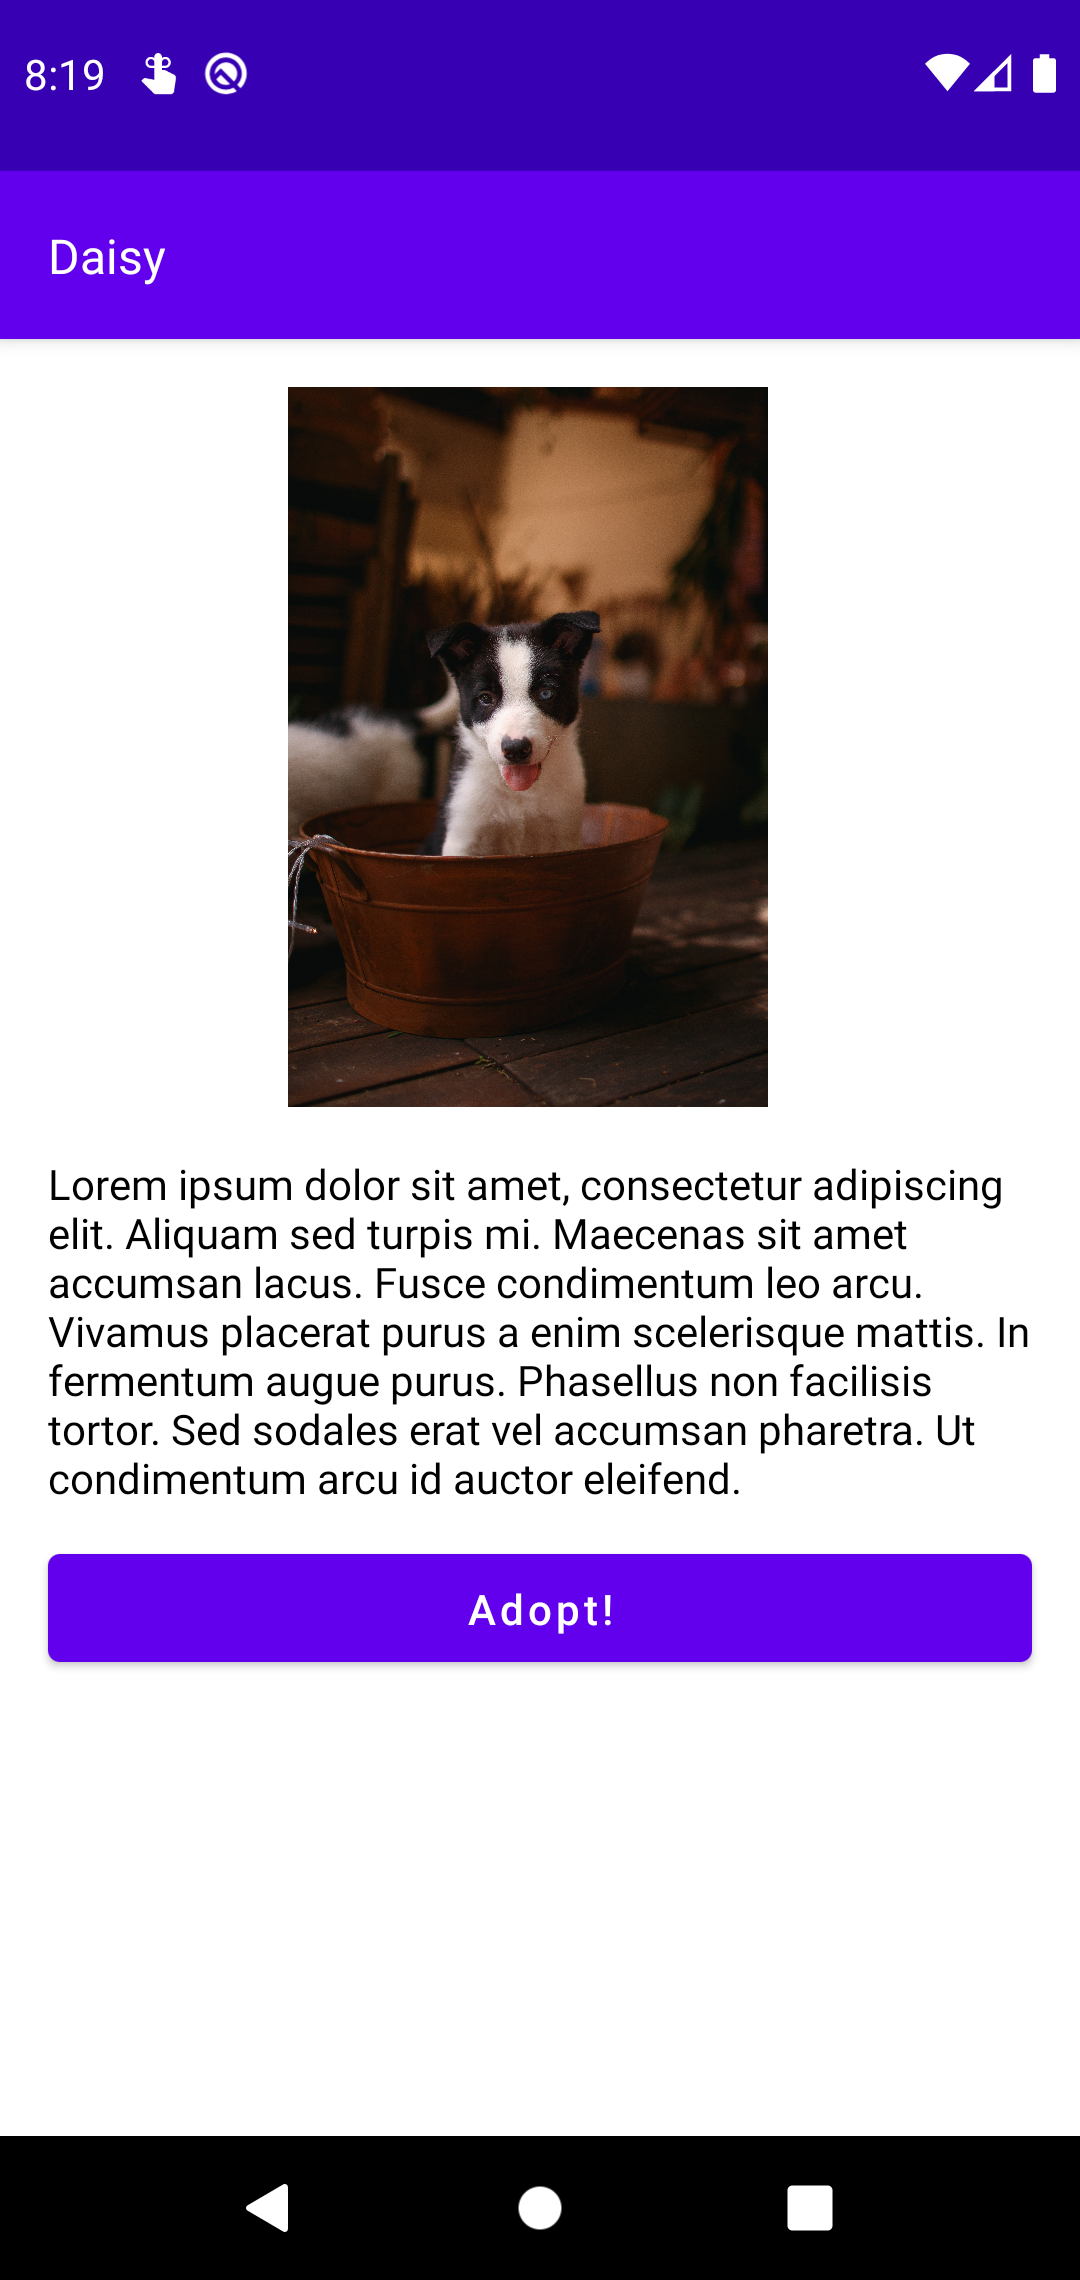 8:19
Daisy
Lorem ipsum dolor sit amet, consectetur adipiscing
elit. Aliquam sed turpis mi. Maecenas sit amet
accumsan lacus. Fusce condimentum leo arcu.
Vivamus placerat purus a enim scelerisque mattis. In
fermentum augue purus. Phasellus non facilisis
tortor. Sed sodales erat vel accumsan pharetra. Ut
condimentum arcu id auctor eleifend.
Adopt!